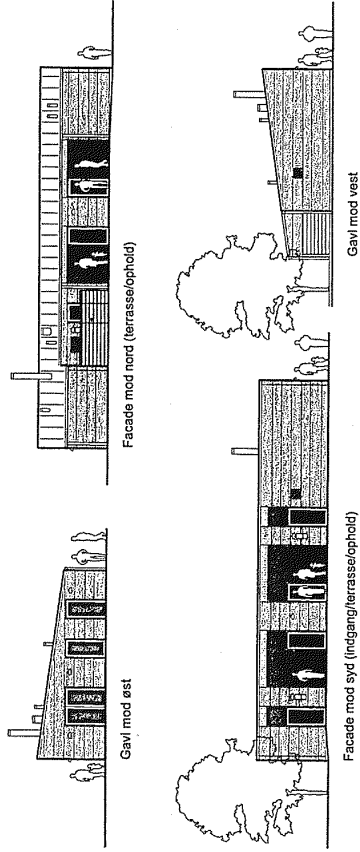 Gavl mod øst
Facade mod nord (terrasse/ophold)
Facade mod syd (indgang/terrasse/ophold)
Gavl mod vest